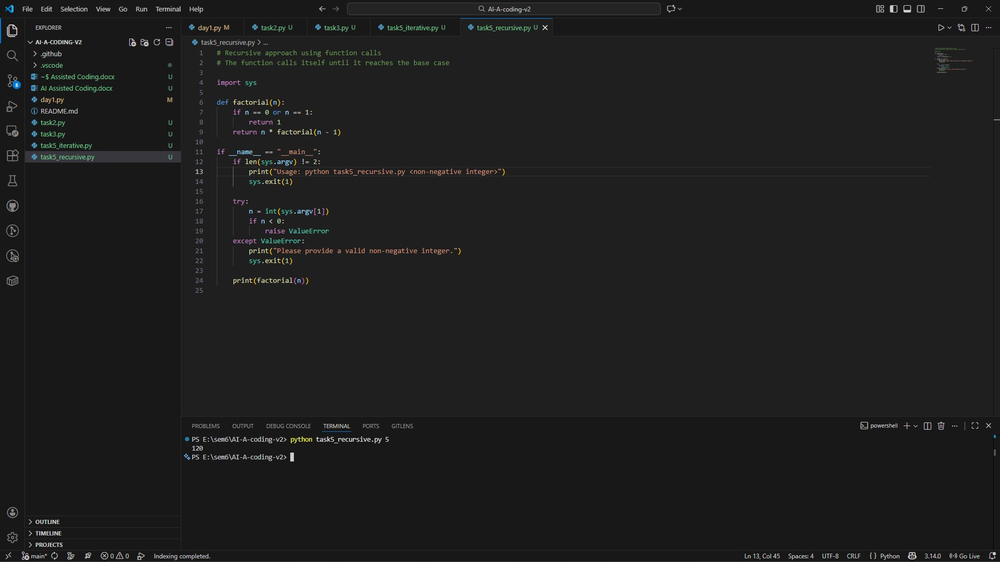 File Edit Selection View Go Run Terminal Help
AI-A-coding-v2
EXPLORER
AI-A-CODING-V2
.github
.vscode
~$ Assisted Coding.docx U
AI Assisted Coding.docx U
day1.py M
README.md
task2.py U
task3.py U
task5_iterative.py U
task5_recursive.py U
OUTLINE
TIMELINE
PROJECTS
8
day1.py M task2.py U task3.py U task5_iterative.py U task5_recursive.py U
task5_recursive.py > ...
1 # Recursive approach using function calls
2 # The function calls itself until it reaches the base case
3
4 import sys
5
6 def factorial(n):
7 if n == 0 or n == 1:
8 return 1
9 return n * factorial(n - 1)
10
11 if __name__ == "__main__":
12 if len(sys.argv) != 2:
13 print("Usage: python task5_recursive.py <non-negative integer>")
14 sys.exit(1)
15
16 try:
17 n = int(sys.argv[1])
18 if n < 0:
19 raise ValueError
20 except ValueError:
21 print("Please provide a valid non-negative integer.")
22 sys.exit(1)
23
24 print(factorial(n))
25
PROBLEMS OUTPUT DEBUG CONSOLE TERMINAL PORTS GITLENS
powershell
PS E:\sem6\AI-A-coding-v2> python task5_recursive.py 5
120
PS E:\sem6\AI-A-coding-v2>
main* 0 0 Indexing completed.
Ln 13, Col 45 Spaces: 4 UTF-8 CRLF { } Python 3.14.0 Go Live